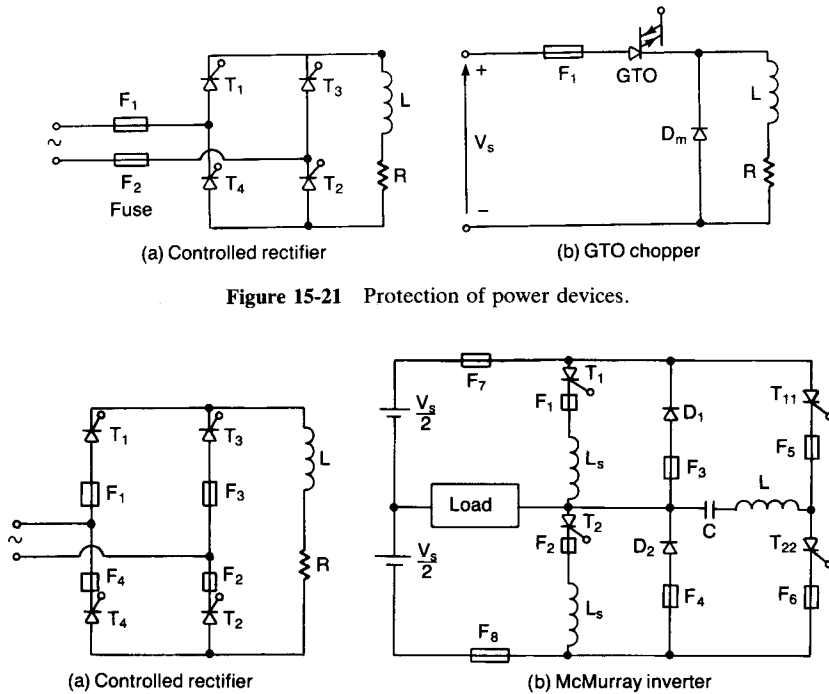 F1
F2
Fuse
~
T1
T3
T4
T2
L
R
(a) Controlled rectifier
+
Vs
−
F1
GTO
Dm
L
R
(b) GTO chopper
Figure 15-21 Protection of power devices.
~
T1
T3
F1
F3
F4
F2
T4
T2
L
R
(a) Controlled rectifier
Vs/2
Vs/2
F7
T1
F1
Ls
Load
T2
F2
Ls
F8
D1
F3
D2
F4
C
L
T11
F5
T22
F6
(b) McMurray inverter